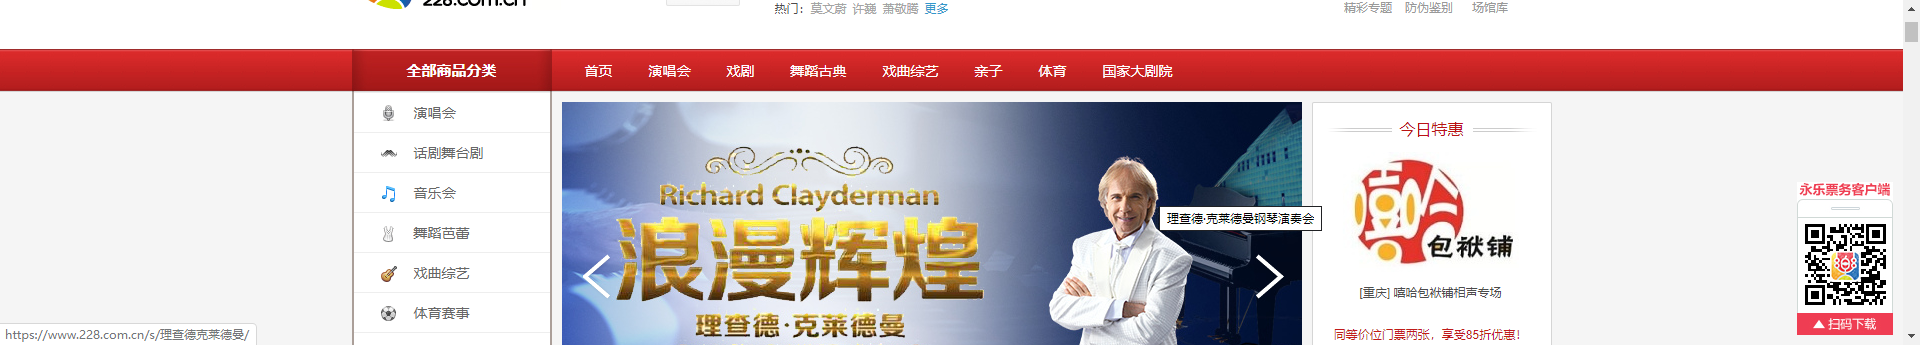 228.com.cn
热门： 莫文蔚 许巍 萧敬腾 更多
精彩专题 防伪鉴别 场馆库
全部商品分类 首页 演唱会 戏剧 舞蹈古典 戏曲综艺 亲子 体育 国家大剧院
演唱会
话剧舞台剧
音乐会
舞蹈芭蕾
戏曲综艺
体育赛事
Richard Clayderman
浪漫辉煌
理查德·克莱德曼
理查德·克莱德曼钢琴演奏会
今日特惠
嘻哈
包袱铺
[重庆] 嘻哈包袱铺相声专场
同等价位门票两张，享受85折优惠！
永乐票务客户端
扫码下载
https://www.228.com.cn/s/理查德克莱德曼/